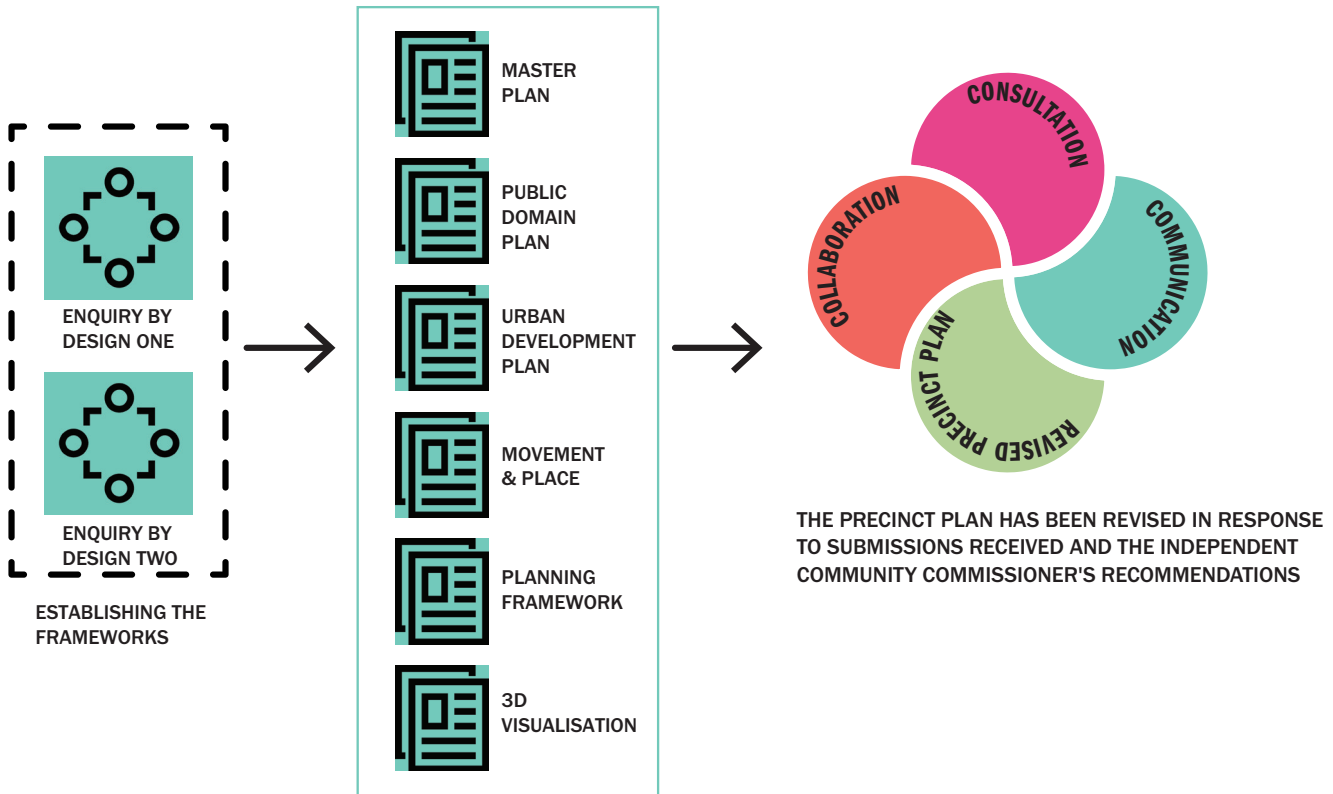 ENQUIRY BY
DESIGN ONE
ENQUIRY BY
DESIGN TWO
ESTABLISHING THE
FRAMEWORKS
MASTER
PLAN
PUBLIC
DOMAIN
PLAN
URBAN
DEVELOPMENT
PLAN
MOVEMENT
& PLACE
PLANNING
FRAMEWORK
3D
VISUALISATION
CONSULTATION
COLLABORATION
COMMUNICATION
REVISED PRECINCT PLAN
THE PRECINCT PLAN HAS BEEN REVISED IN RESPONSE
TO SUBMISSIONS RECEIVED AND THE INDEPENDENT
COMMUNITY COMMISSIONER'S RECOMMENDATIONS